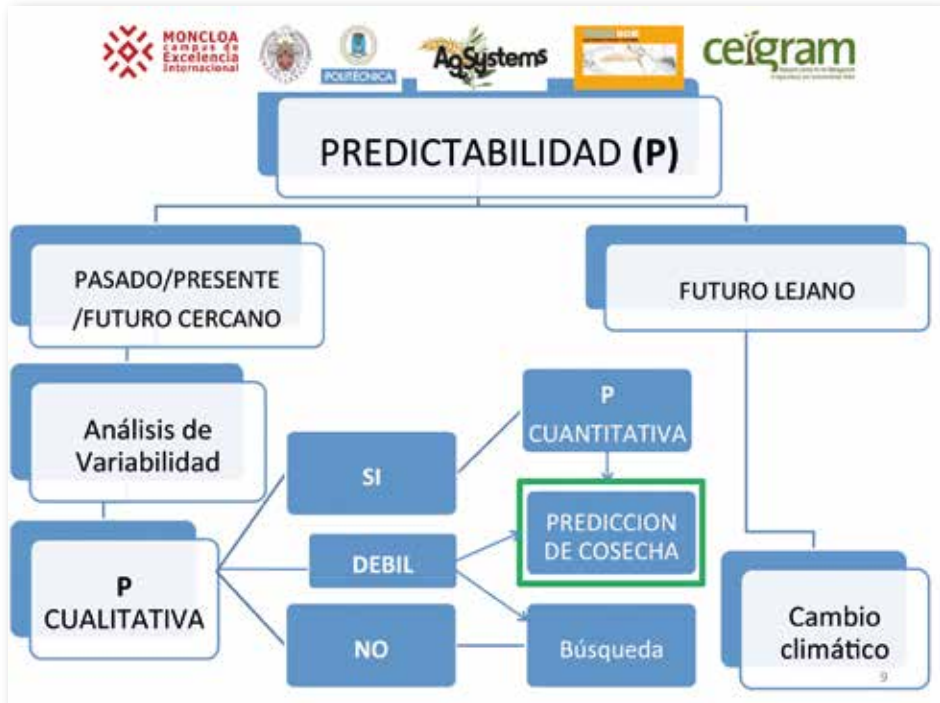 MONCLOA
campus de
Excelencia
Internacional
POLITÉCNICA
AgSystems
ceigram
PREDICTABILIDAD (P)
PASADO/PRESENTE
/FUTURO CERCANO
FUTURO LEJANO
Análisis de
Variabilidad
P
CUALITATIVA
SI
DEBIL
NO
P
CUANTITATIVA
PREDICCION
DE COSECHA
Búsqueda
Cambio
climático
9